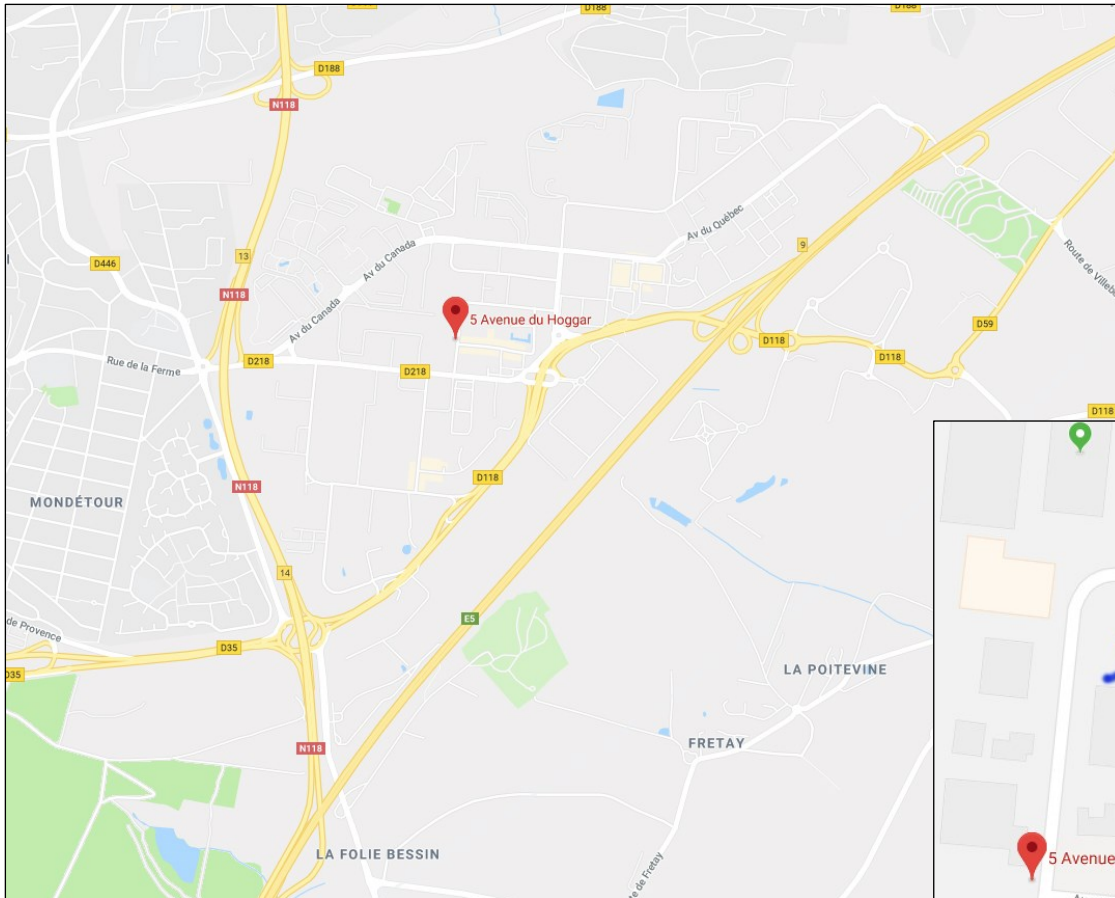 D188
D188
D188
N118
Av du Québec
9
Av du Canada
D446
13
Route de Villeb
N118
Av du Canada
5 Avenue du Hoggar
D59
D118
D118
Rue de la Ferme
D218
D218
D118
D118
N118
MONDÉTOUR
14
E5
de Provence
D35
D35
LA POITEVINE
FRETAY
N118
LA FOLIE BESSIN
te de Fretay
5 Avenue